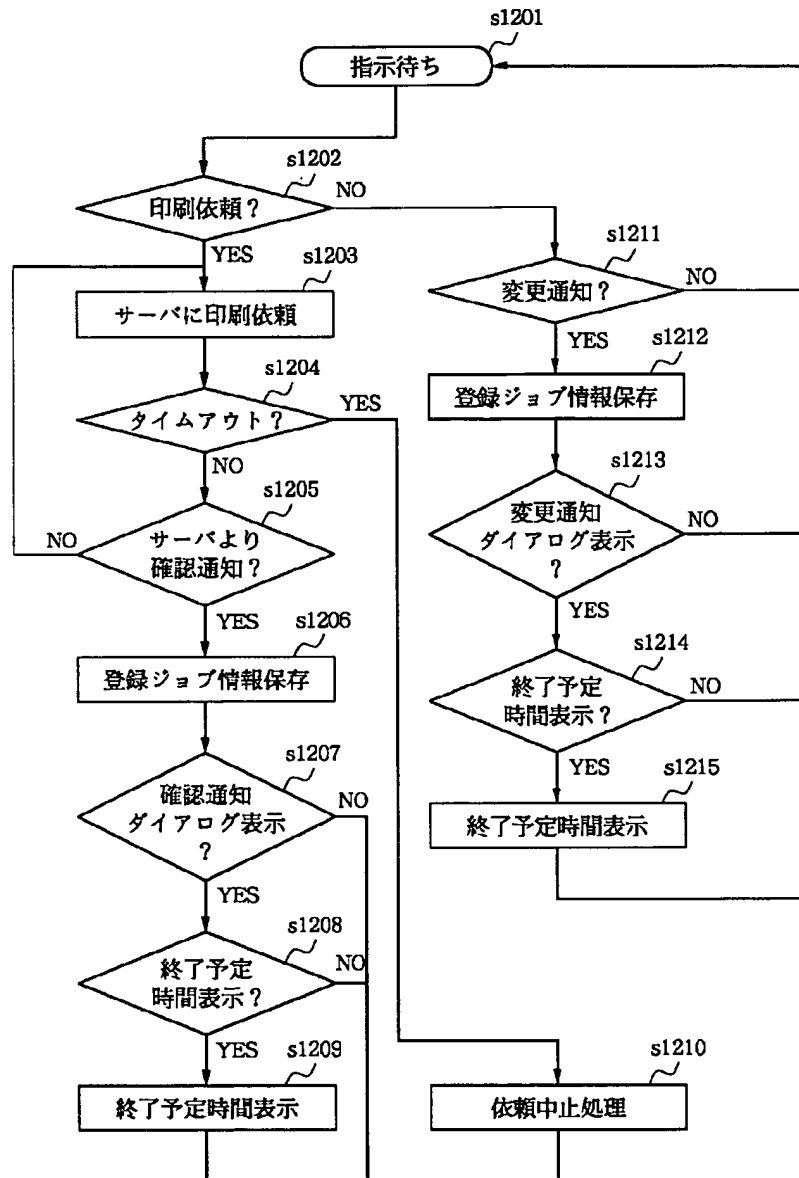 s1201
指示待ち
s1202
印刷依頼?
NO
YES
s1203
サーバに印刷依頼
s1204
タイムアウト?
YES
NO
s1205
サーバより
確認通知?
NO
YES
s1206
登録ジョブ情報保存
s1207
確認通知
ダイアログ表示
?
NO
YES
s1208
終了予定
時間表示?
NO
YES
s1209
終了予定時間表示
s1211
変更通知?
NO
YES
s1212
登録ジョブ情報保存
s1213
変更通知
ダイアログ表示
?
NO
YES
s1214
終了予定
時間表示?
NO
YES
s1215
終了予定時間表示
s1210
依頼中止処理